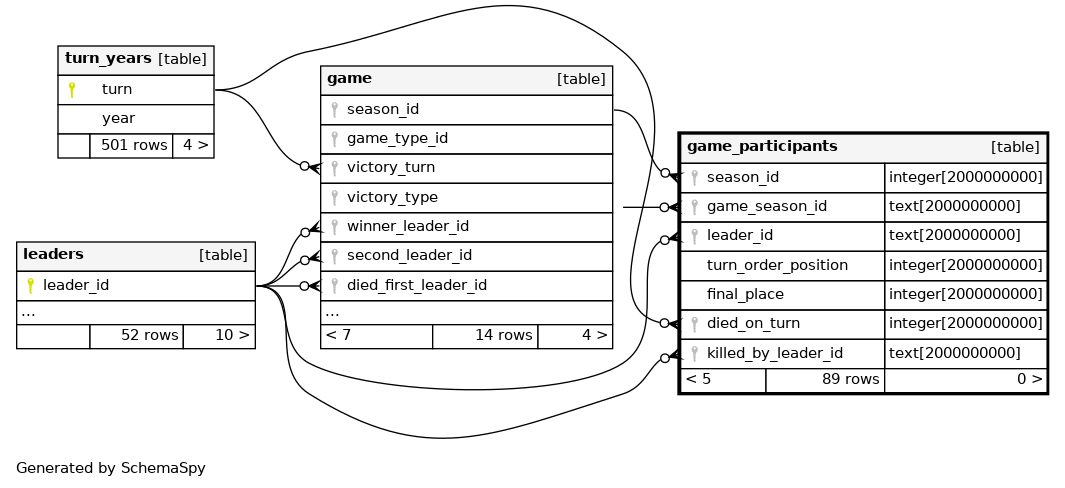 turn_years [table]
turn
year
501 rows 4 >
game [table]
season_id
game_type_id
victory_turn
victory_type
winner_leader_id
second_leader_id
died_first_leader_id
...
< 7 14 rows 4 >
leaders [table]
leader_id
...
52 rows 10 >
game_participants [table]
season_id integer[2000000000]
game_season_id text[2000000000]
leader_id text[2000000000]
turn_order_position integer[2000000000]
final_place integer[2000000000]
died_on_turn integer[2000000000]
killed_by_leader_id text[2000000000]
< 5 89 rows 0 >
Generated by SchemaSpy